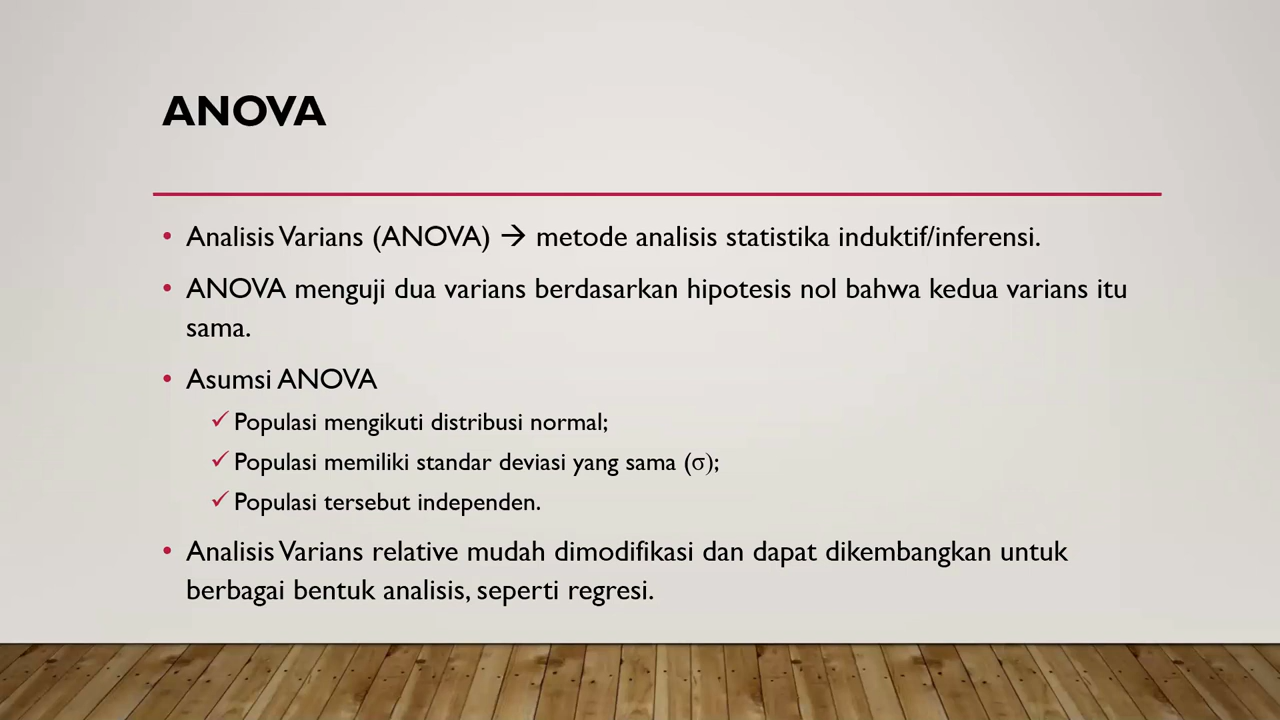 ANOVA
• Analisis Varians (ANOVA) → metode analisis statistika induktif/inferensi.
• ANOVA menguji dua varians berdasarkan hipotesis nol bahwa kedua varians itu
sama.
• Asumsi ANOVA
✓ Populasi mengikuti distribusi normal;
✓ Populasi memiliki standar deviasi yang sama (σ);
✓ Populasi tersebut independen.
• Analisis Varians relative mudah dimodifikasi dan dapat dikembangkan untuk
berbagai bentuk analisis, seperti regresi.